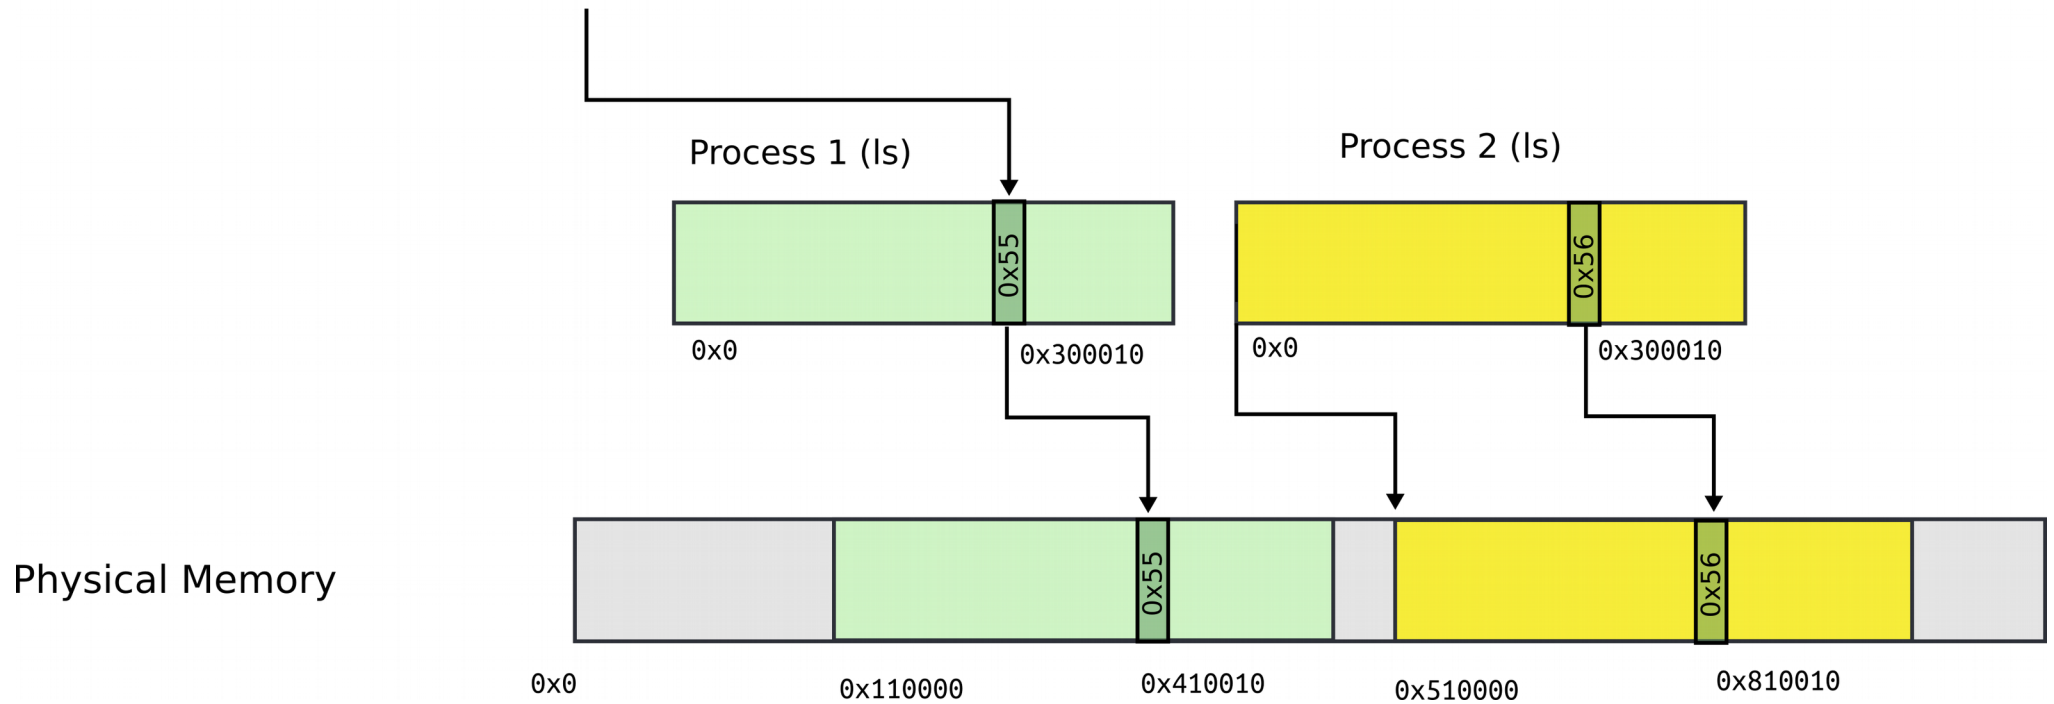 Process 1 (ls)
Process 2 (ls)
0x55
0x56
0x0
0x300010
0x0
0x300010
Physical Memory
0x55
0x56
0x0
0x110000
0x410010
0x510000
0x810010